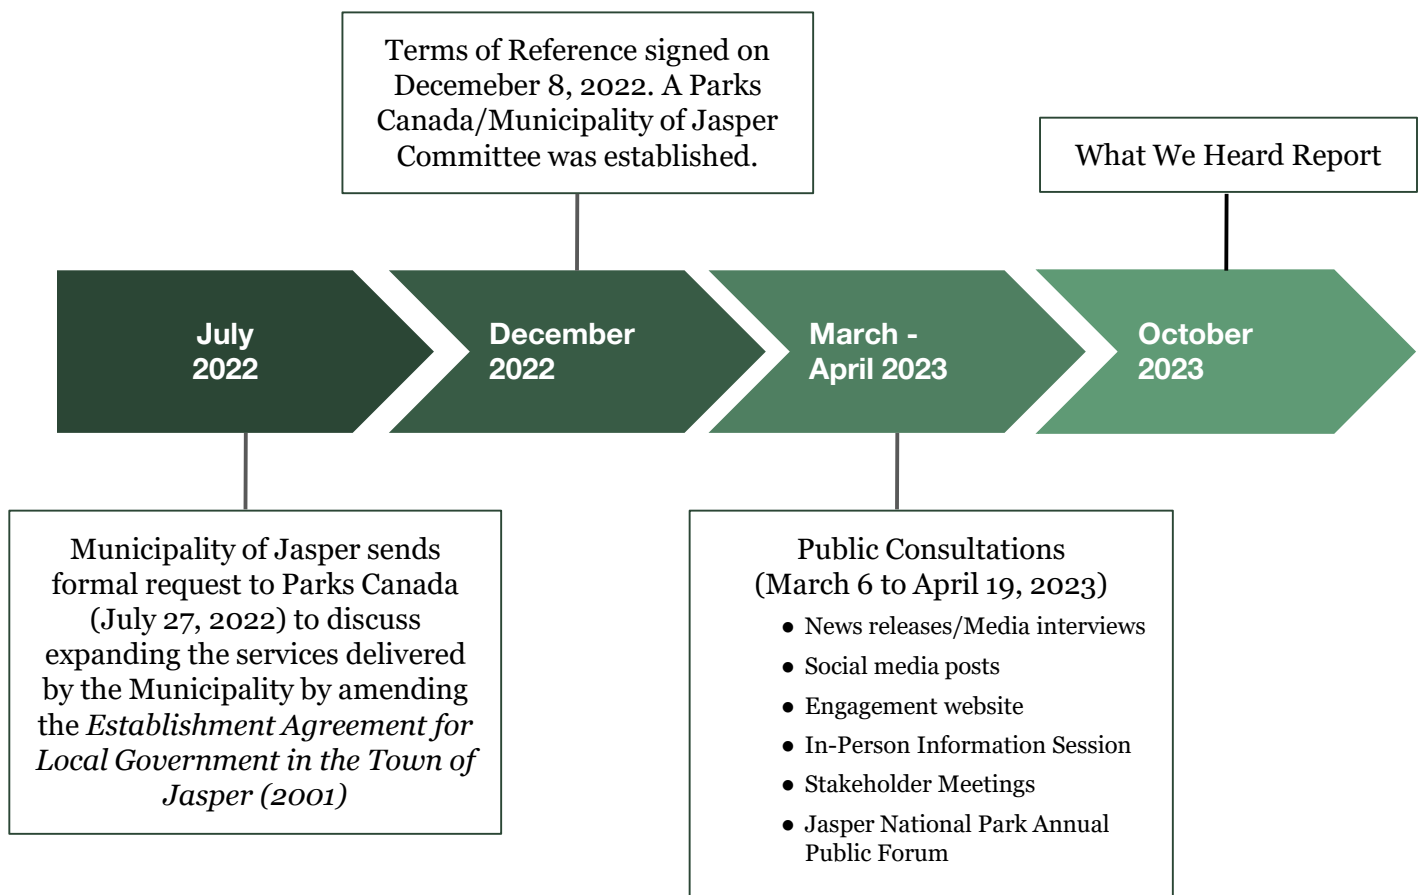 Terms of Reference signed on
Decemeber 8, 2022. A Parks
Canada/Municipality of Jasper
Committee was established.
What We Heard Report
July
2022
December
2022
March -
April 2023
October
2023
Municipality of Jasper sends
formal request to Parks Canada
(July 27, 2022) to discuss
expanding the services delivered
by the Municipality by amending
the Establishment Agreement for
Local Government in the Town of
Jasper (2001)
Public Consultations
(March 6 to April 19, 2023)
● News releases/Media interviews
● Social media posts
● Engagement website
● In-Person Information Session
● Stakeholder Meetings
● Jasper National Park Annual
Public Forum